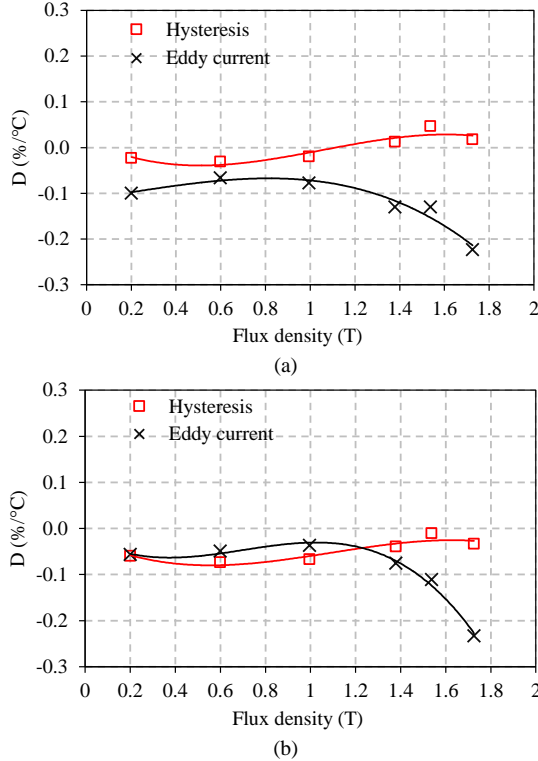 0.3
Hysteresis
0.2
Eddy current
0.1
0.0
-0.1
-0.2
-0.3
D (%/°C)
0 0.2 0.4 0.6 0.8 1 1.2 1.4 1.6 1.8 2
Flux density (T)
(a)
0.3
Hysteresis
0.2
Eddy current
0.1
0.0
-0.1
-0.2
-0.3
D (%/°C)
0 0.2 0.4 0.6 0.8 1 1.2 1.4 1.6 1.8 2
Flux density (T)
(b)